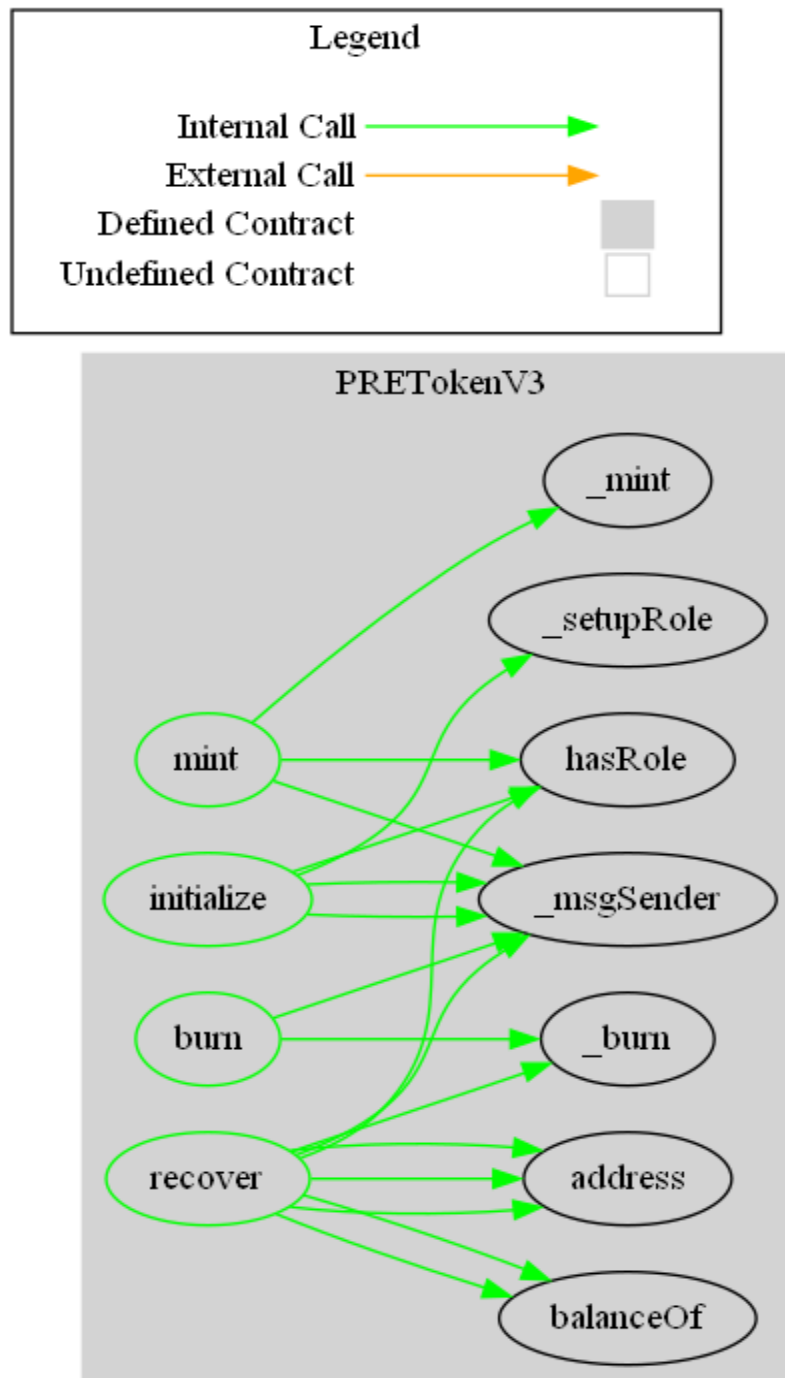 Legend
Internal Call
External Call
Defined Contract
Undefined Contract
PRETokenV3
_mint
_setupRole
mint
hasRole
initialize
_msgSender
burn
_burn
recover
address
balanceOf